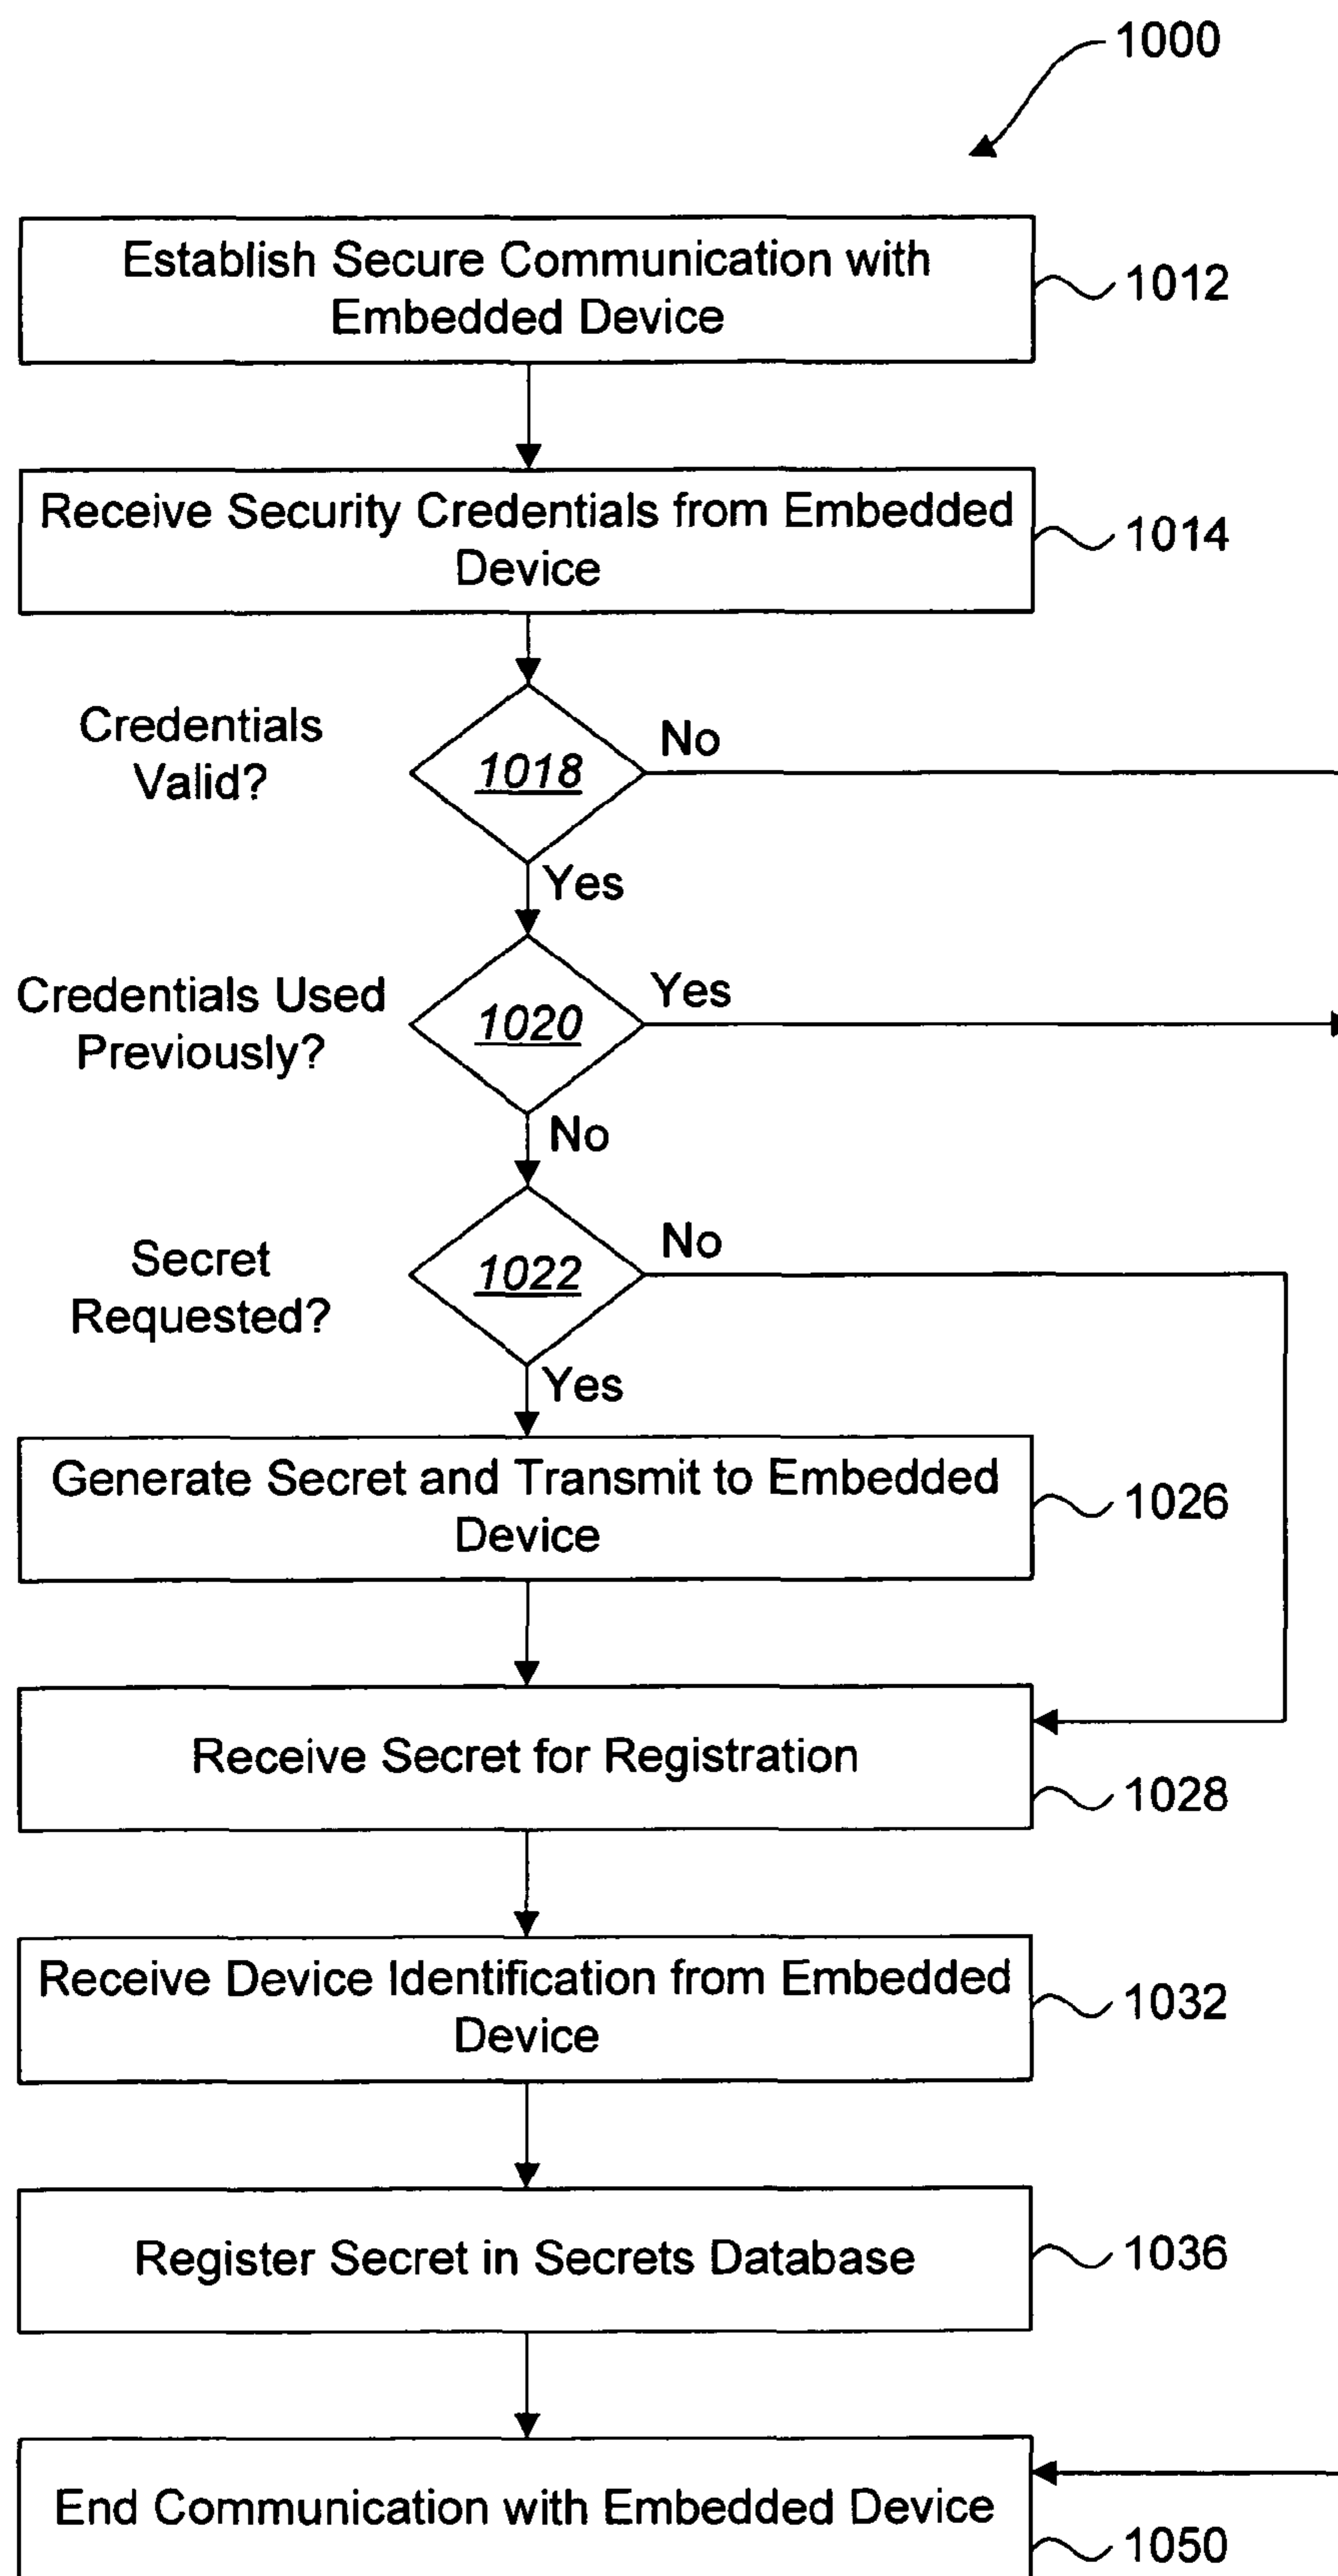 1000
Establish Secure Communication with
Embedded Device
1012
Receive Security Credentials from Embedded
Device
1014
Credentials
Valid?
1018
No
Yes
Credentials Used
Previously?
1020
Yes
No
Secret
Requested?
1022
No
Yes
Generate Secret and Transmit to Embedded
Device
1026
Receive Secret for Registration
1028
Receive Device Identification from Embedded
Device
1032
Register Secret in Secrets Database
1036
End Communication with Embedded Device
1050